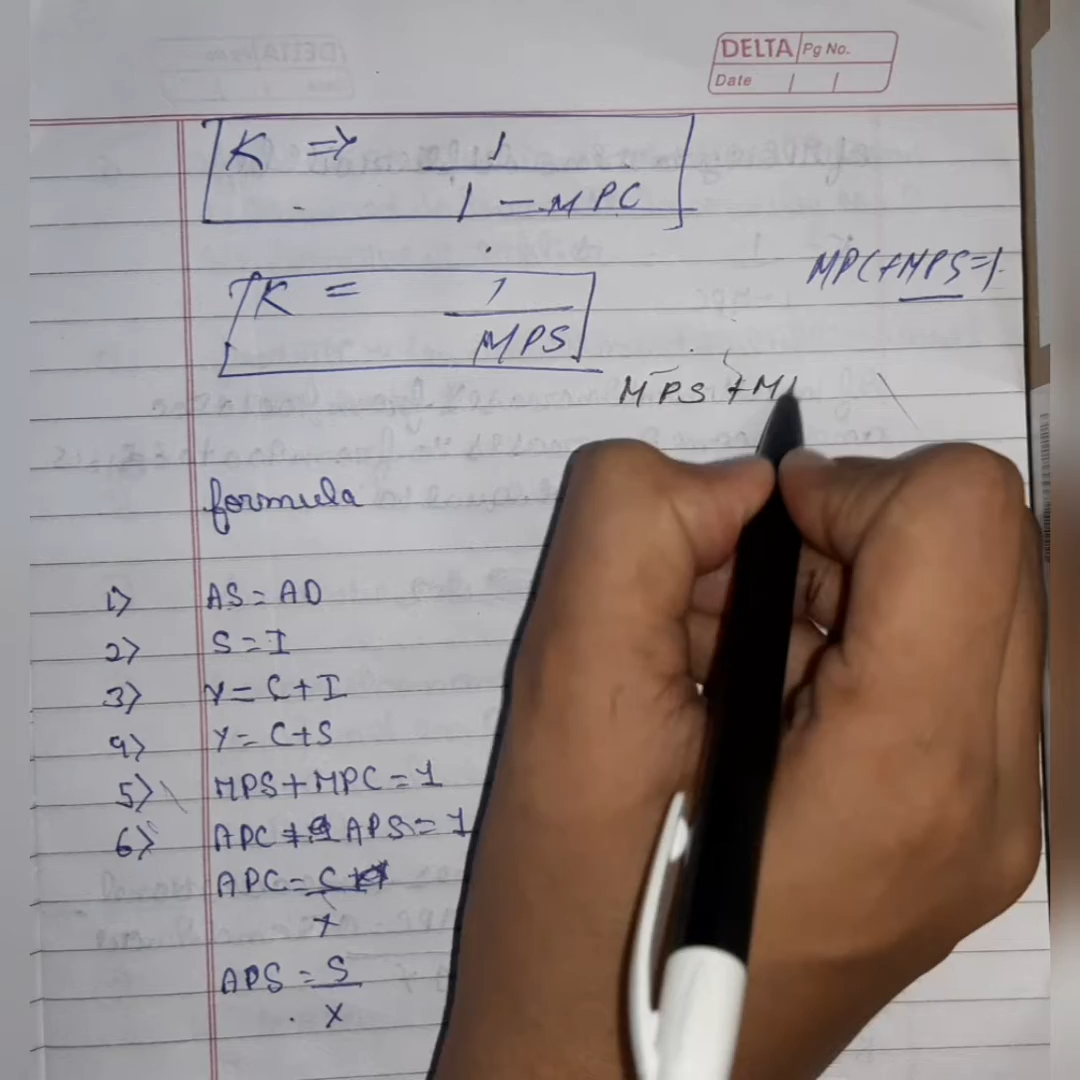 DELTA Pg No.
Date
K => 1
1 - MPC
K = 1
MPS
MPC+MPS=1
MPS + M
formula
1) AS = AD
2) S = I
3) Y = C + I
4) Y = C + S
5) MPS + MPC = 1
6) APC + APS = 1
APC = C
Y
APS = S
Y